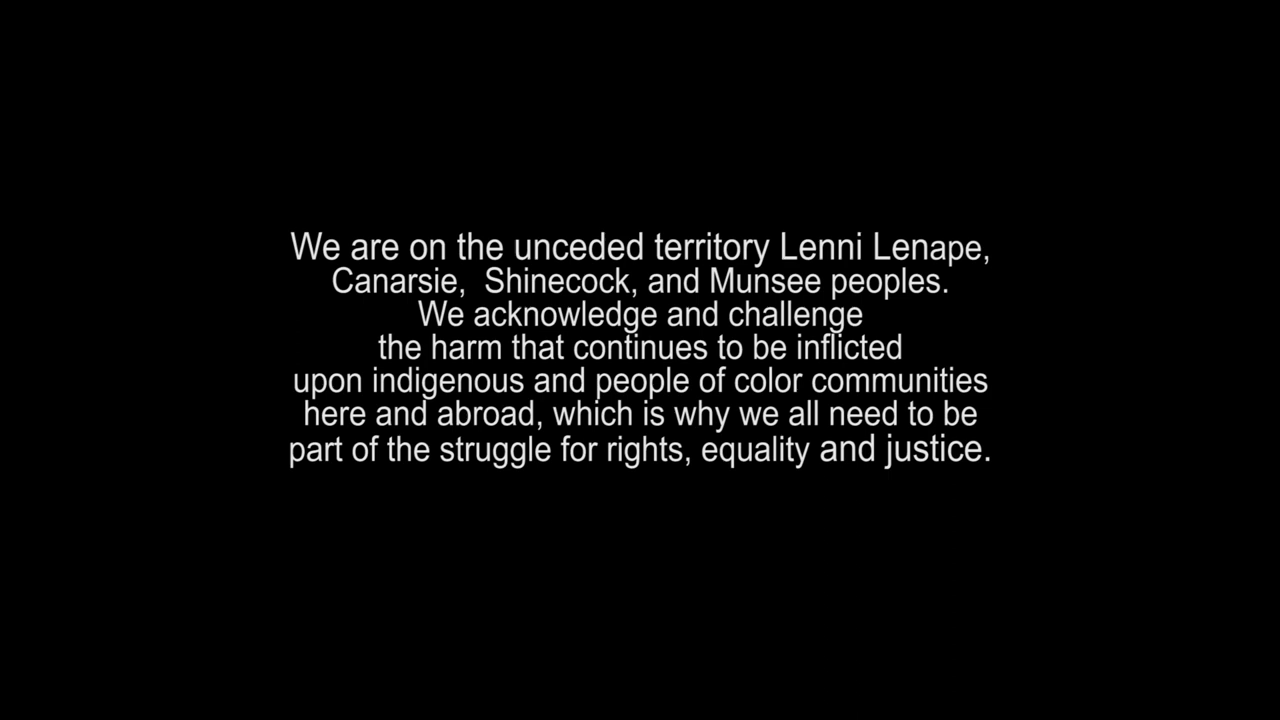 We are on the unceded territory Lenni Lenape,
Canarsie,  Shinecock, and Munsee peoples.
We acknowledge and challenge
the harm that continues to be inflicted
upon indigenous and people of color communities
here and abroad, which is why we all need to be
part of the struggle for rights, equality and justice.